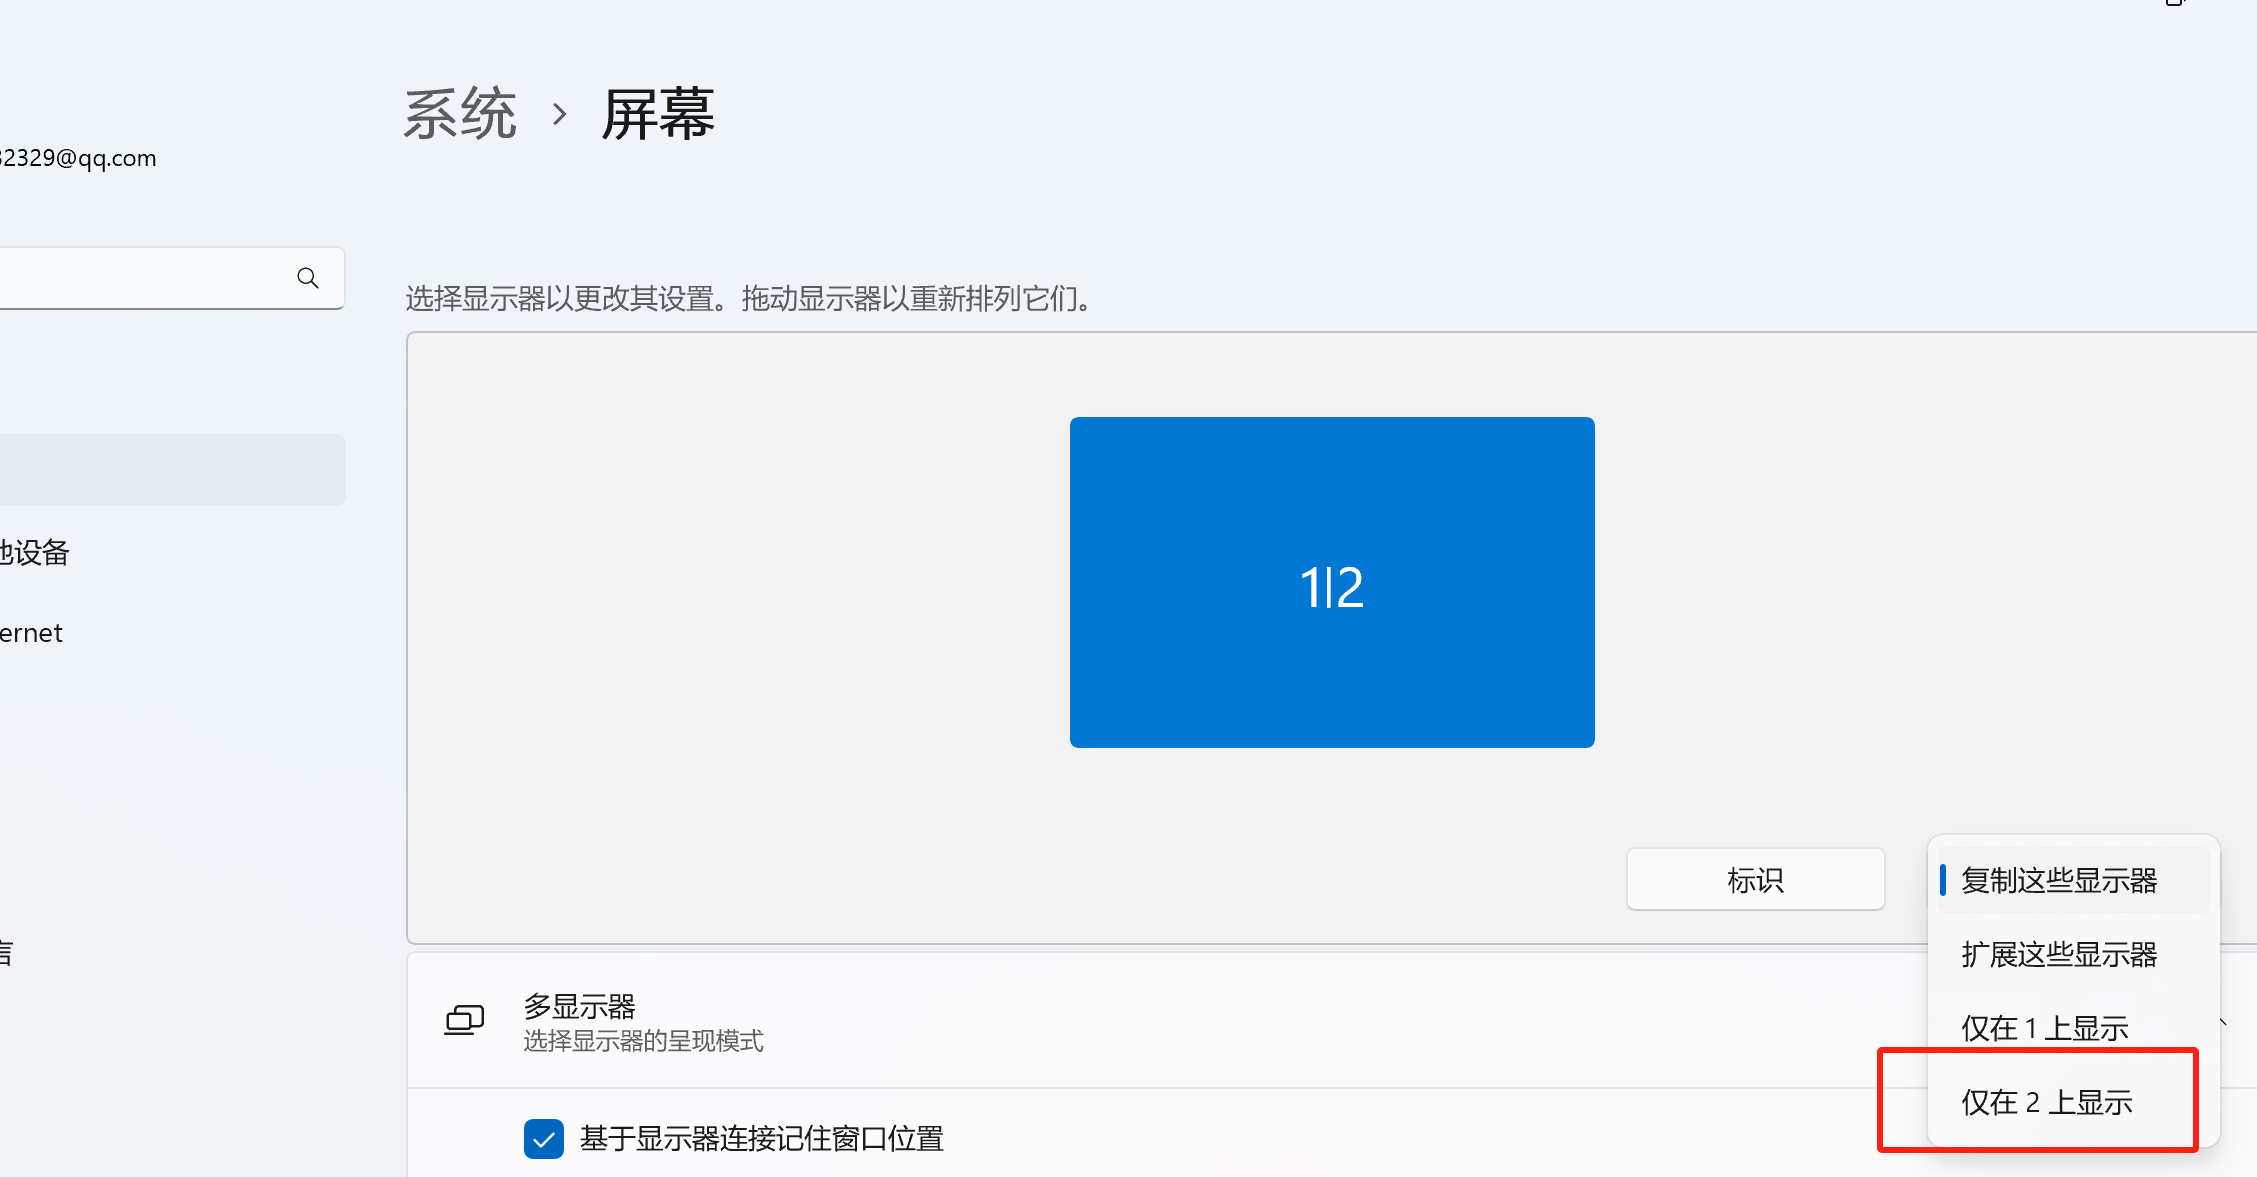 系统 › 屏幕
32329@qq.com
选择显示器以更改其设置。拖动显示器以重新排列它们。
他设备
ernet
言
1|2
标识
复制这些显示器
扩展这些显示器
仅在 1 上显示
仅在 2 上显示
多显示器
选择显示器的呈现模式
基于显示器连接记住窗口位置